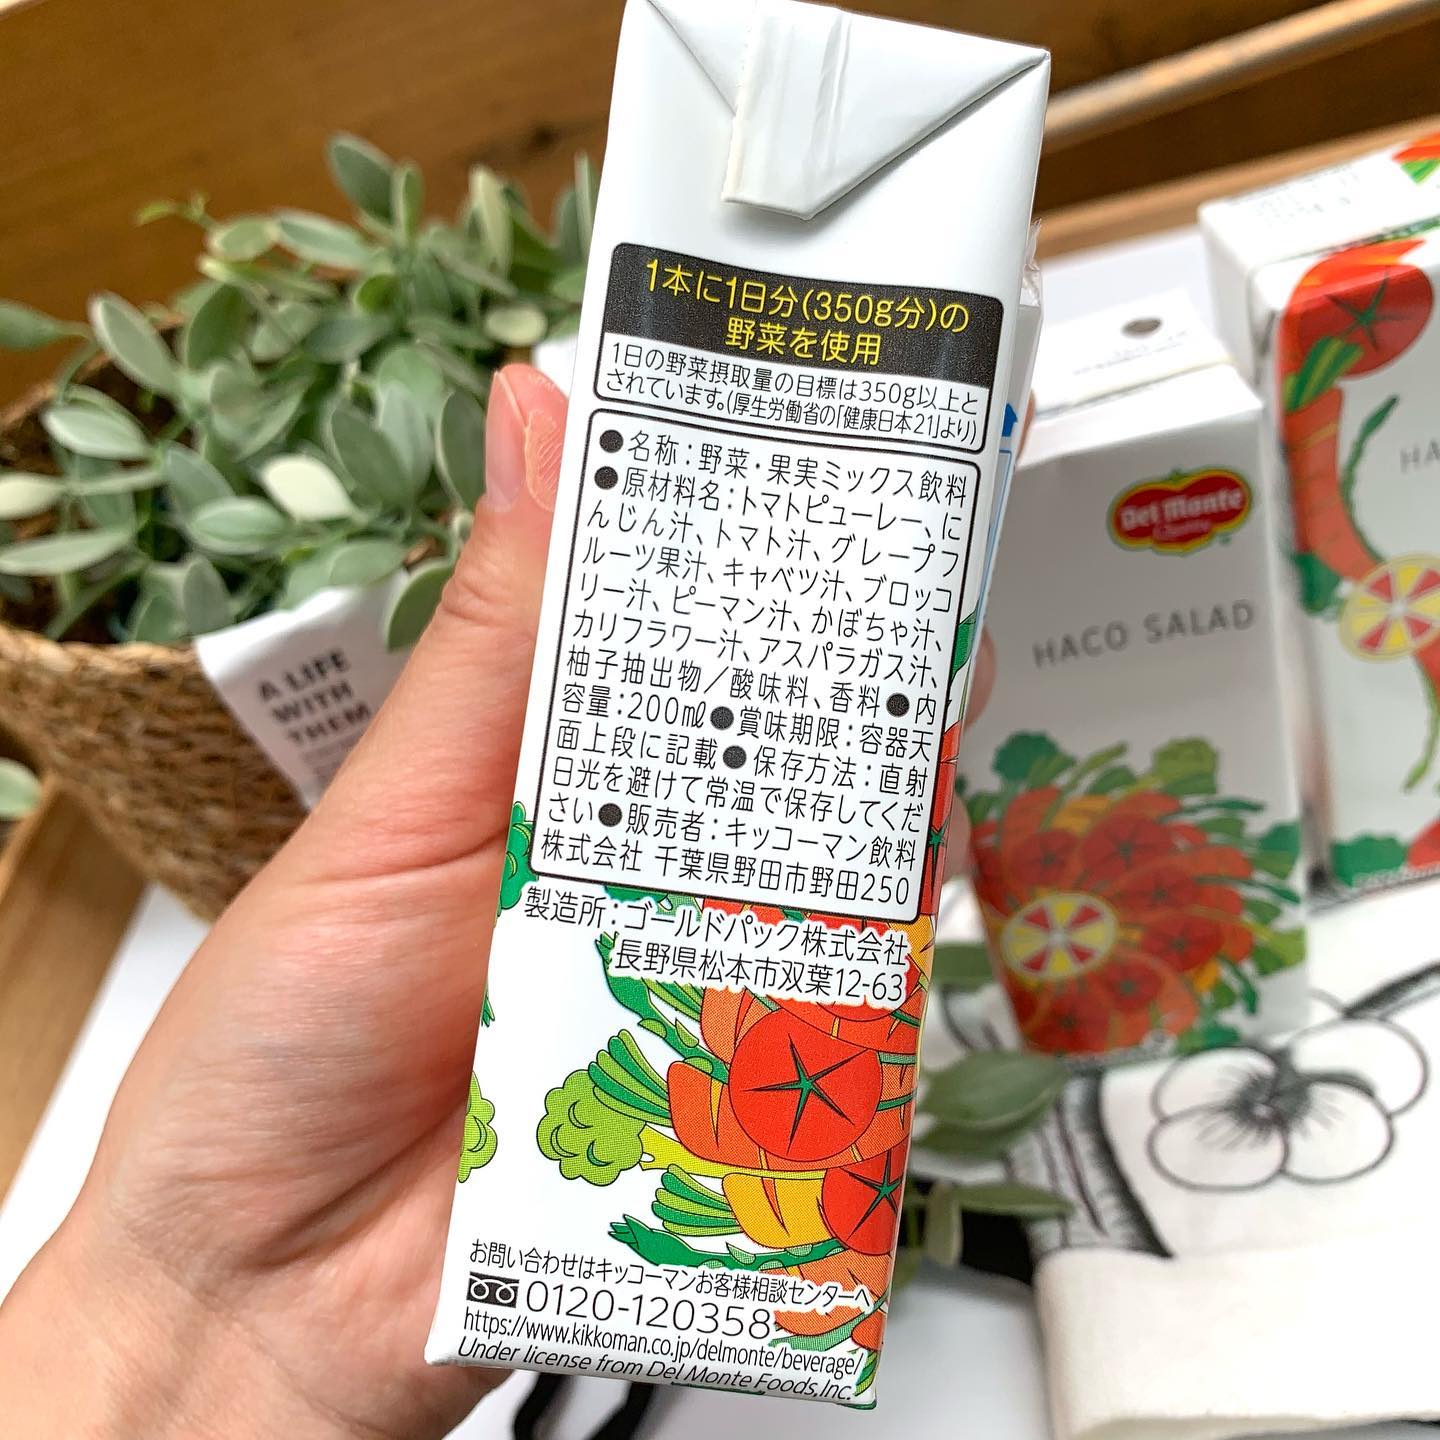 1本に1日分(350g分)の
野菜を使用
1日の野菜摂取量の目標は350g以上と
されています。(厚生労働省の「健康日本21」より)
●名称：野菜・果実ミックス飲料
●原材料名：トマトピューレー、に
んじん汁、トマト汁、グレープフ
ルーツ果汁、キャベツ汁、ブロッコ
リー汁、ピーマン汁、かぼちゃ汁、
カリフラワー汁、アスパラガス汁、
柚子抽出物／酸味料、香料●内
容量：200㎖●賞味期限：容器天
面上段に記載●保存方法：直射
日光を避けて常温で保存してくだ
さい●販売者：キッコーマン飲料
株式会社 千葉県野田市野田250
製造所：ゴールドパック株式会社
長野県松本市双葉12-63
お問い合わせはキッコーマンお客様相談センターへ
0120-120358
https://www.kikkoman.co.jp/delmonte/beverage/
Under license from Del Monte Foods,Inc.
A LIFE
WITH
THEM
Del Monte
Quality
HACO SALAD
HA